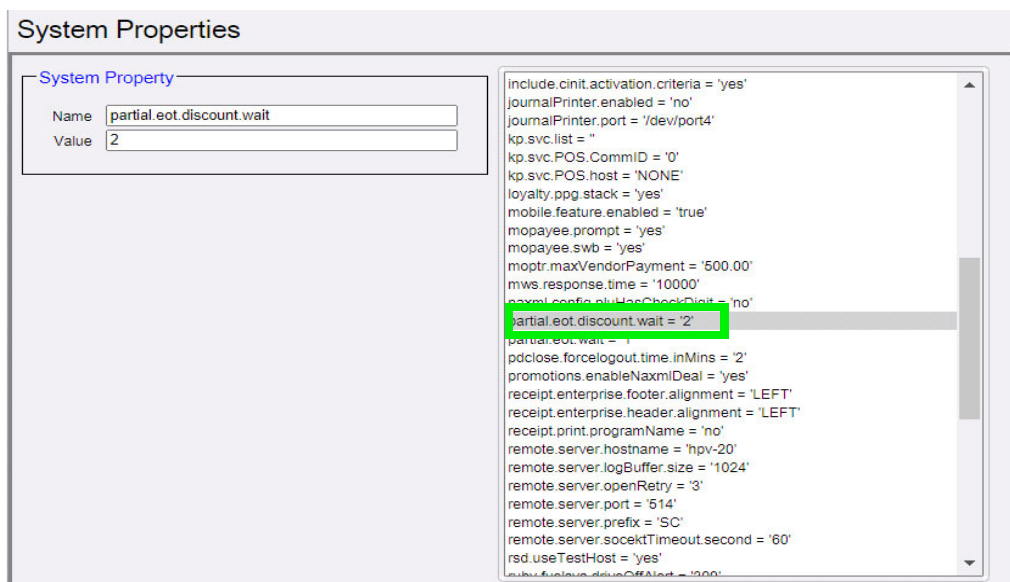 System Properties
System Property
Name partial.eot.discount.wait
Value 2
include.cinit.activation.criteria = 'yes'
journalPrinter.enabled = 'no'
journalPrinter.port = '/dev/port4'
kp.svc.list = ''
kp.svc.POS.CommID = '0'
kp.svc.POS.host = 'NONE'
loyalty.ppg.stack = 'yes'
mobile.feature.enabled = 'true'
mopayee.prompt = 'yes'
mopayee.swb = 'yes'
moptr.maxVendorPayment = '500.00'
mws.response.time = '10000'
naxml.config.pluHasCheckDigit = 'no'
partial.eot.discount.wait = '2'
partial.eot.wait = '1'
pdclose.forcelogout.time.inMins = '2'
promotions.enableNaxmlDeal = 'yes'
receipt.enterprise.footer.alignment = 'LEFT'
receipt.enterprise.header.alignment = 'LEFT'
receipt.print.programName = 'no'
remote.server.hostname = 'hpv-20'
remote.server.logBuffer.size = '1024'
remote.server.openRetry = '3'
remote.server.port = '514'
remote.server.prefix = 'SC'
remote.server.socektTimeout.second = '60'
rsd.useTestHost = 'yes'